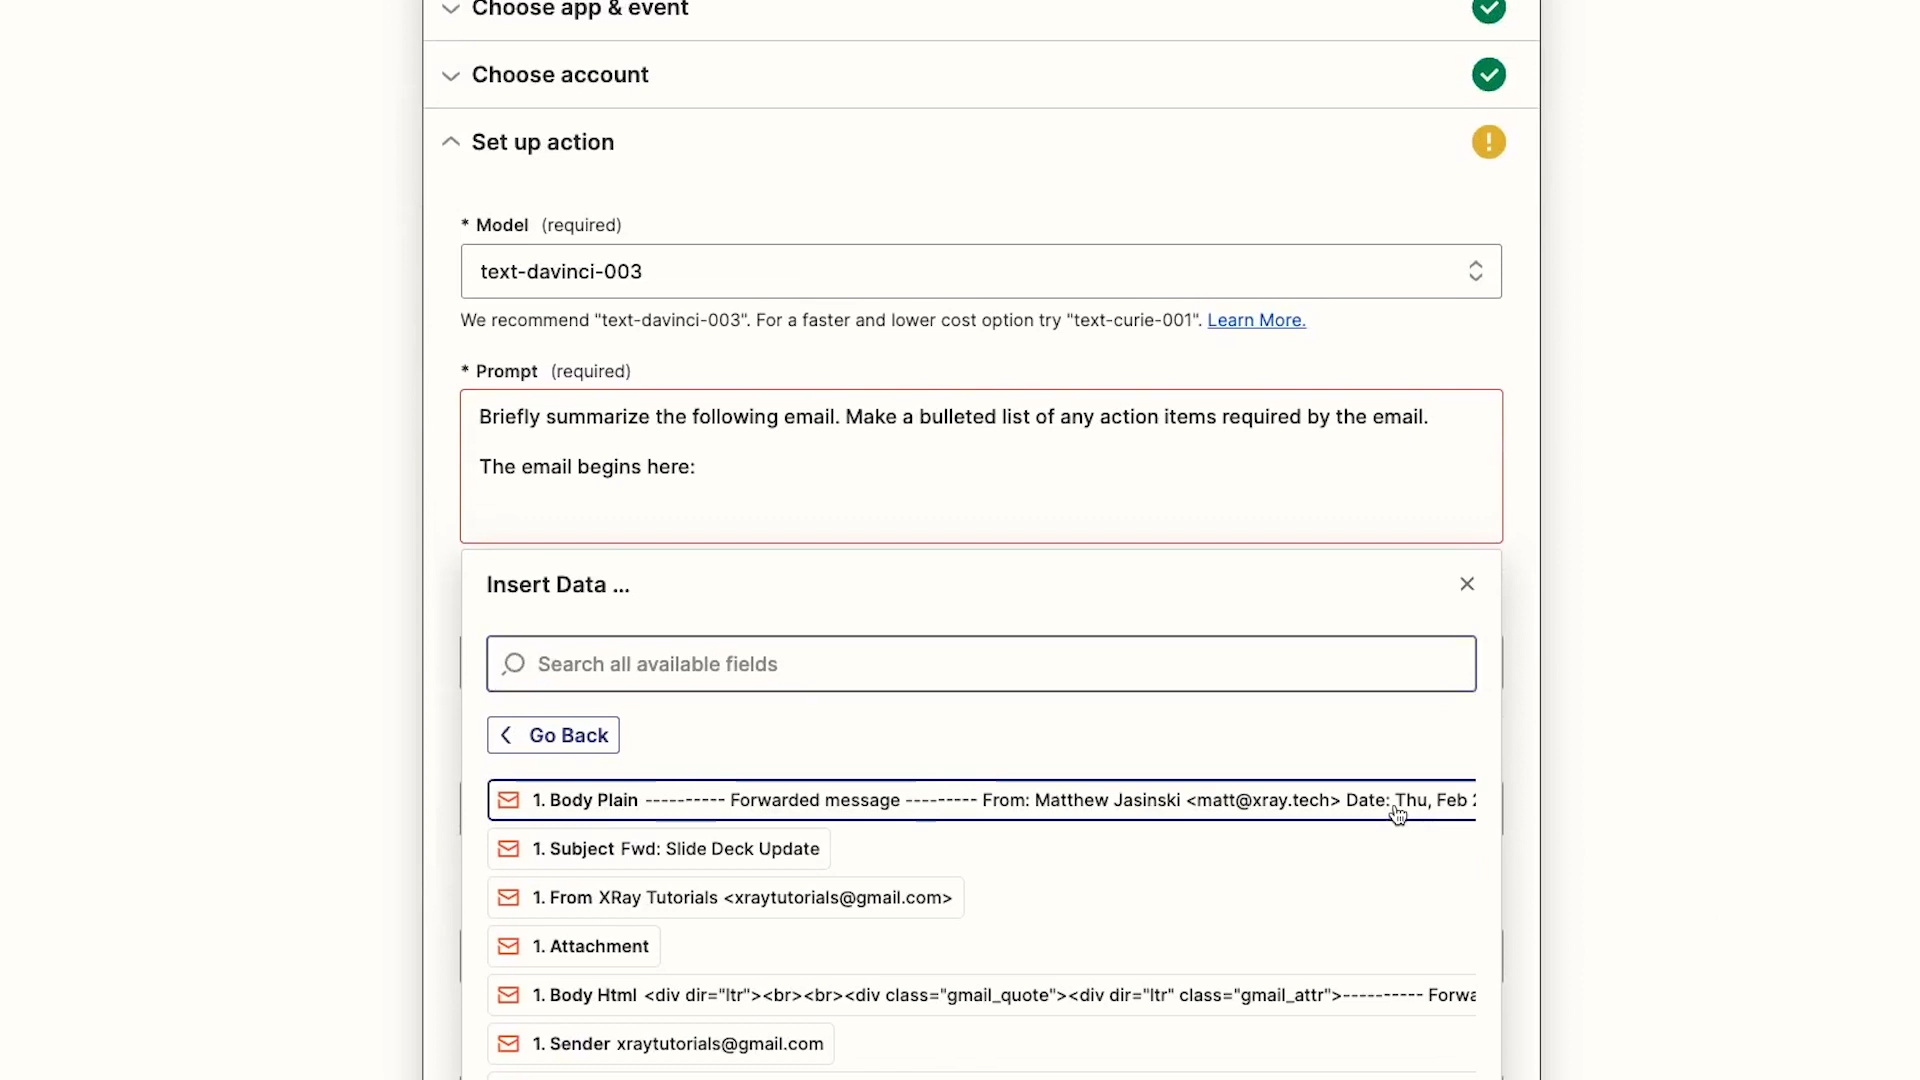 Choose app & event
Choose account
Set up action
* Model (required)
text-davinci-003
We recommend "text-davinci-003". For a faster and lower cost option try "text-curie-001". Learn More.
* Prompt (required)
Briefly summarize the following email. Make a bulleted list of any action items required by the email.
The email begins here:
Insert Data ...
Search all available fields
Go Back
1. Body Plain ---------- Forwarded message --------- From: Matthew Jasinski <matt@xray.tech> Date: Thu, Feb
1. Subject Fwd: Slide Deck Update
1. From XRay Tutorials <xraytutorials@gmail.com>
1. Attachment
1. Body Html <div dir="ltr"><br><br><div class="gmail_quote"><div dir="ltr" class="gmail_attr">---------- Forwa
1. Sender xraytutorials@gmail.com